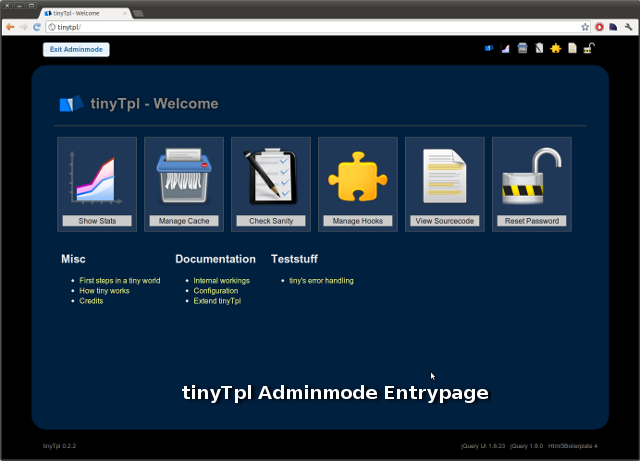 tinyTpl - Welcome
tinytpl/
Exit Adminmode
tinyTpl - Welcome
Show Stats
Manage Cache
Check Sanity
Manage Hooks
View Sourcecode
Reset Password
Misc
First steps in a tiny world
How tiny works
Credits
Documentation
Internal workings
Configuration
Extend tinyTpl
Teststuff
tiny's error handling
tinyTpl Adminmode Entrypage
tinyTpl 0.2.2
jQuery UI 1.8.23 jQuery 1.8.0 Html5Boilerplate 4